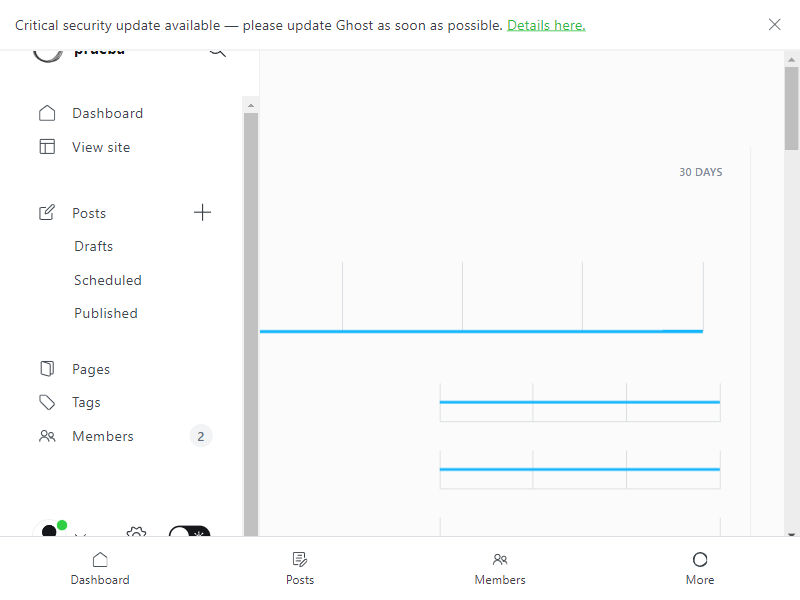 Critical security update available — please update Ghost as soon as possible. Details here.
prueba
Dashboard
View site
30 DAYS
Posts
Drafts
Scheduled
Published
Pages
Tags
Members 2
Dashboard
Posts
Members
More